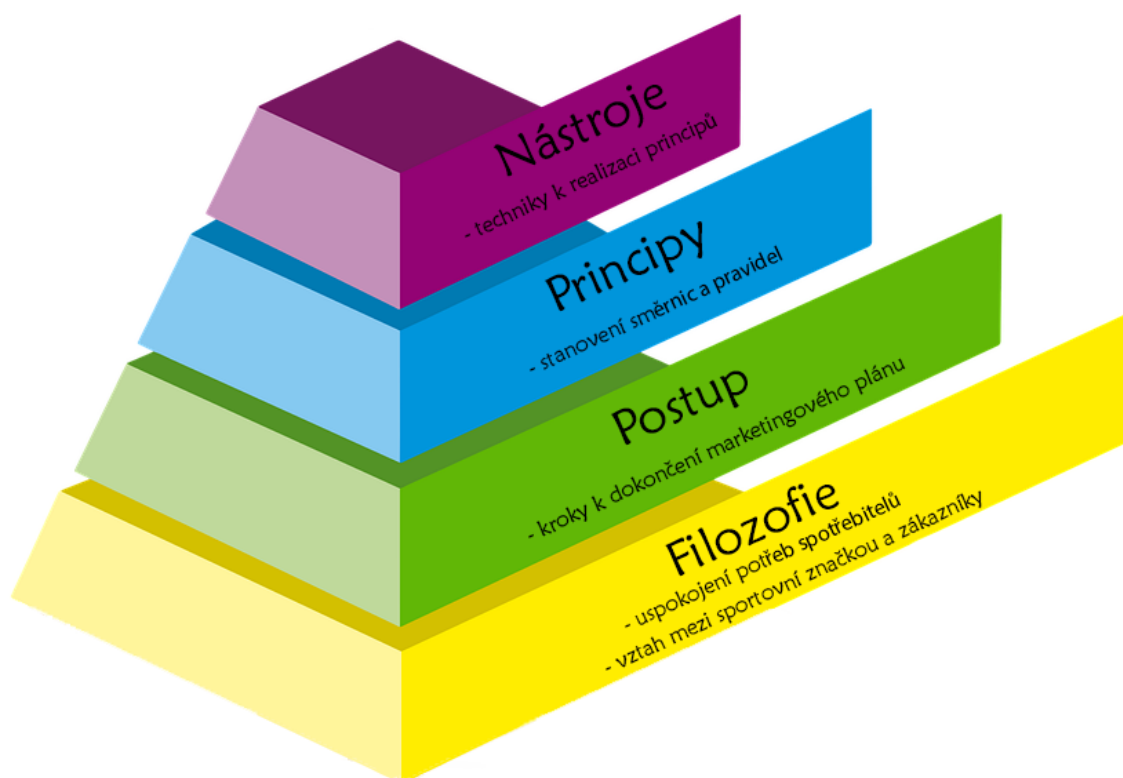 Nástroje
- techniky k realizaci principů
Principy
- stanovení směrnic a pravidel
Postup
- kroky k dokončení marketingového plánu
Filozofie
- uspokojení potřeb spotřebitelů
- vztah mezi sportovní značkou a zákazníky